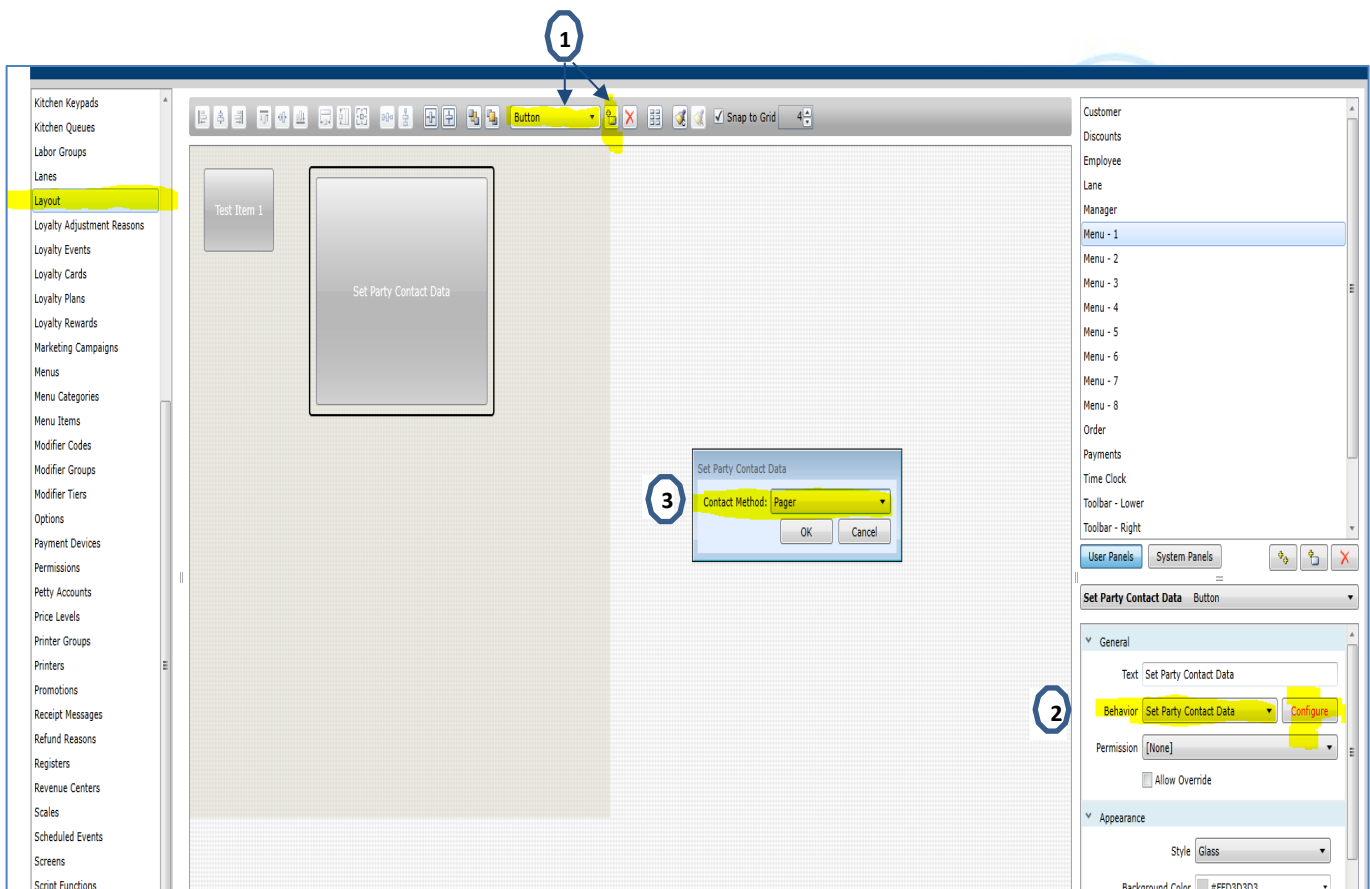 1
Kitchen Keypads
Kitchen Queues
Labor Groups
Lanes
Layout
Loyalty Adjustment Reasons
Loyalty Events
Loyalty Cards
Loyalty Plans
Loyalty Rewards
Marketing Campaigns
Menus
Menu Categories
Menu Items
Modifier Codes
Modifier Groups
Modifier Tiers
Options
Payment Devices
Permissions
Petty Accounts
Price Levels
Printer Groups
Printers
Promotions
Receipt Messages
Refund Reasons
Registers
Revenue Centers
Scales
Scheduled Events
Screens
Script Functions
Button
Snap to Grid 4
Test Item 1
Set Party Contact Data
3
Set Party Contact Data
Contact Method: Pager
OK Cancel
Customer
Discounts
Employee
Lane
Manager
Menu - 1
Menu - 2
Menu - 3
Menu - 4
Menu - 5
Menu - 6
Menu - 7
Menu - 8
Order
Payments
Time Clock
Toolbar - Lower
Toolbar - Right
User Panels System Panels
Set Party Contact Data Button
General
Text Set Party Contact Data
2
Behavior Set Party Contact Data Configure
Permission [None]
Allow Override
Appearance
Style Glass
Background Color #FFD3D3D3